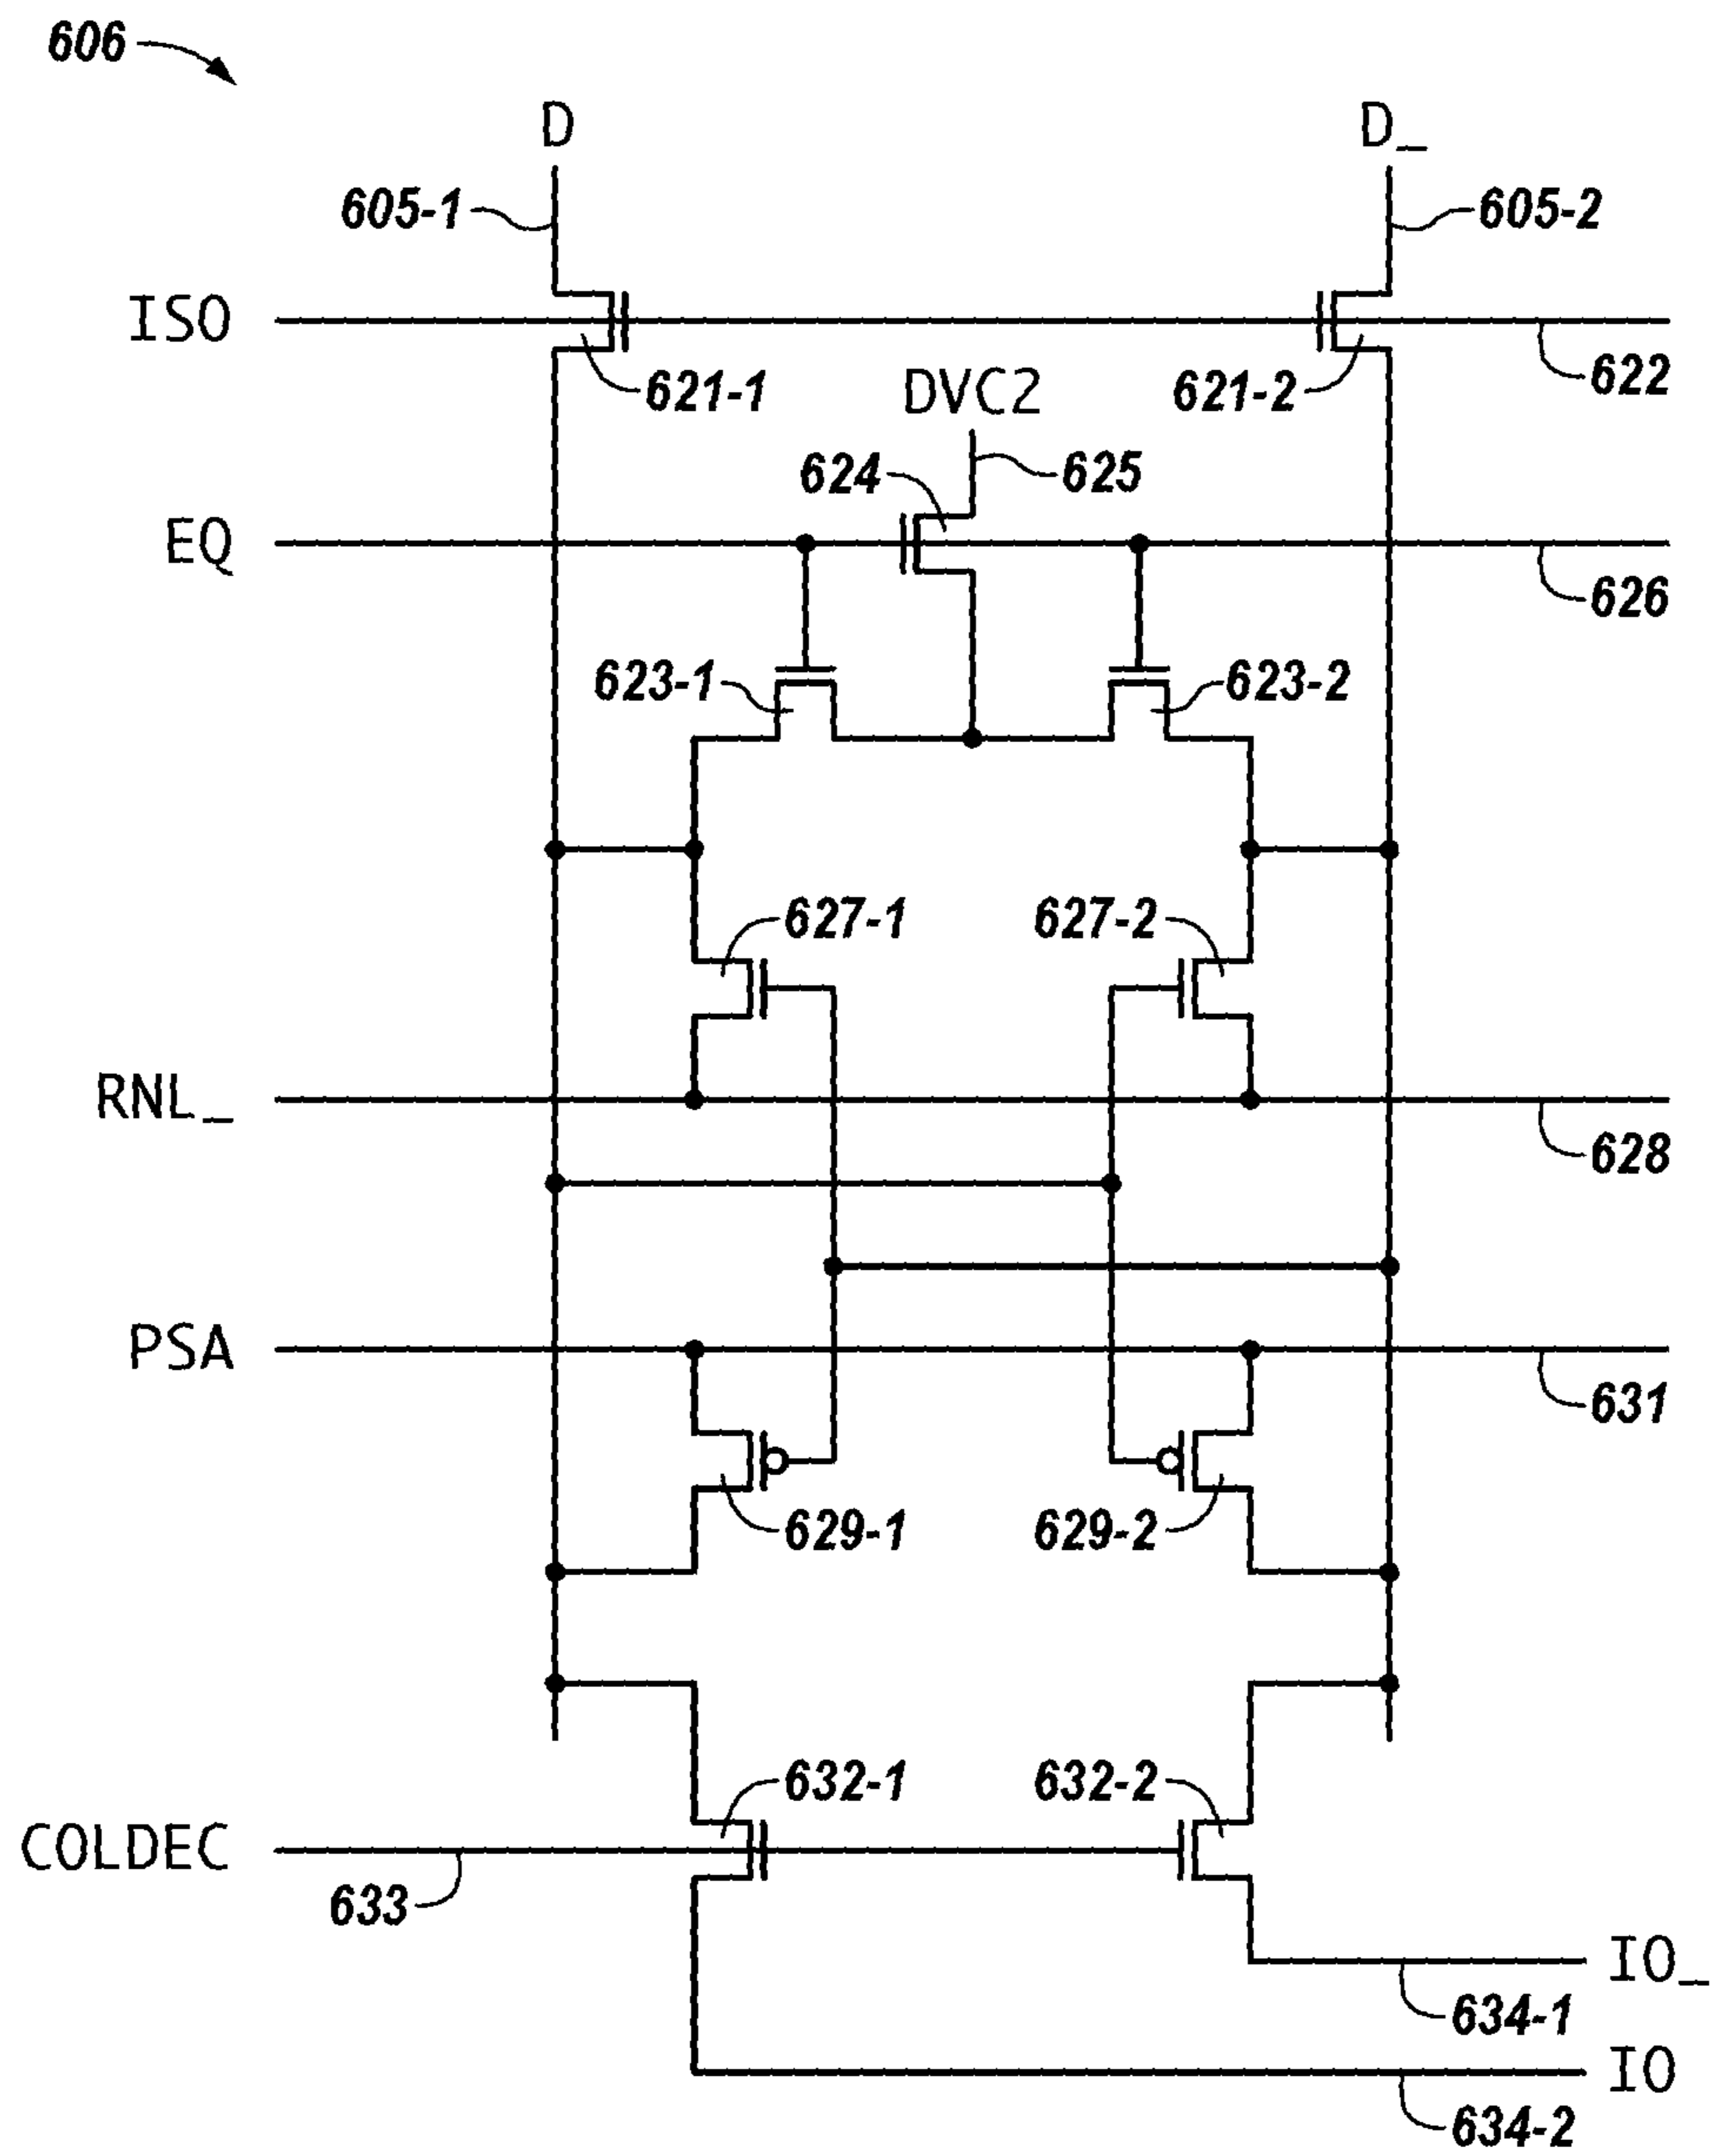 606
D
D_
605-1
605-2
ISO
621-1
621-2
622
DVC2
624
625
EQ
626
623-1
623-2
627-1
627-2
RNL_
628
PSA
631
629-1
629-2
632-1
632-2
COLDEC
633
IO_
634-1
IO
634-2